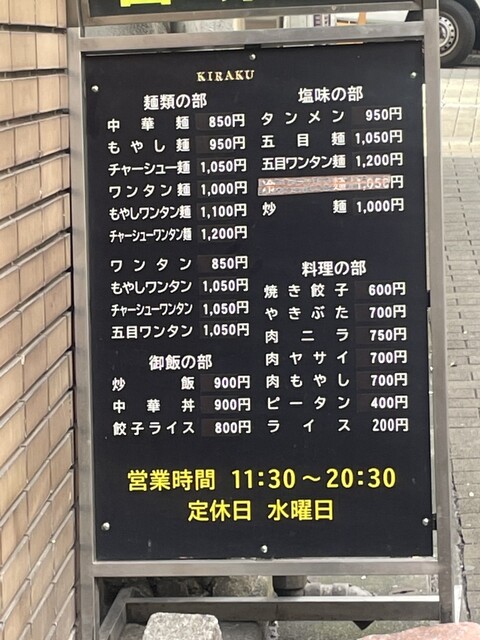 KIRAKU
麺類の部
中華麺 850円
もやし麺 950円
チャーシュー麺 1,050円
ワンタン麺 1,000円
もやしワンタン麺 1,100円
チャーシューワンタン麺 1,200円
ワンタン 850円
もやしワンタン 1,050円
チャーシューワンタン 1,050円
五目ワンタン 1,050円
御飯の部
炒飯 900円
中華丼 900円
餃子ライス 800円
塩味の部
タンメン 950円
五目麺 1,050円
五目ワンタン麺 1,200円
麺 1,050円
炒麺 1,000円
料理の部
焼き餃子 600円
やきぶた 700円
肉ニラ 750円
肉ヤサイ 700円
肉もやし 700円
ピータン 400円
ライス 200円
営業時間 11:30～20:30
定休日 水曜日